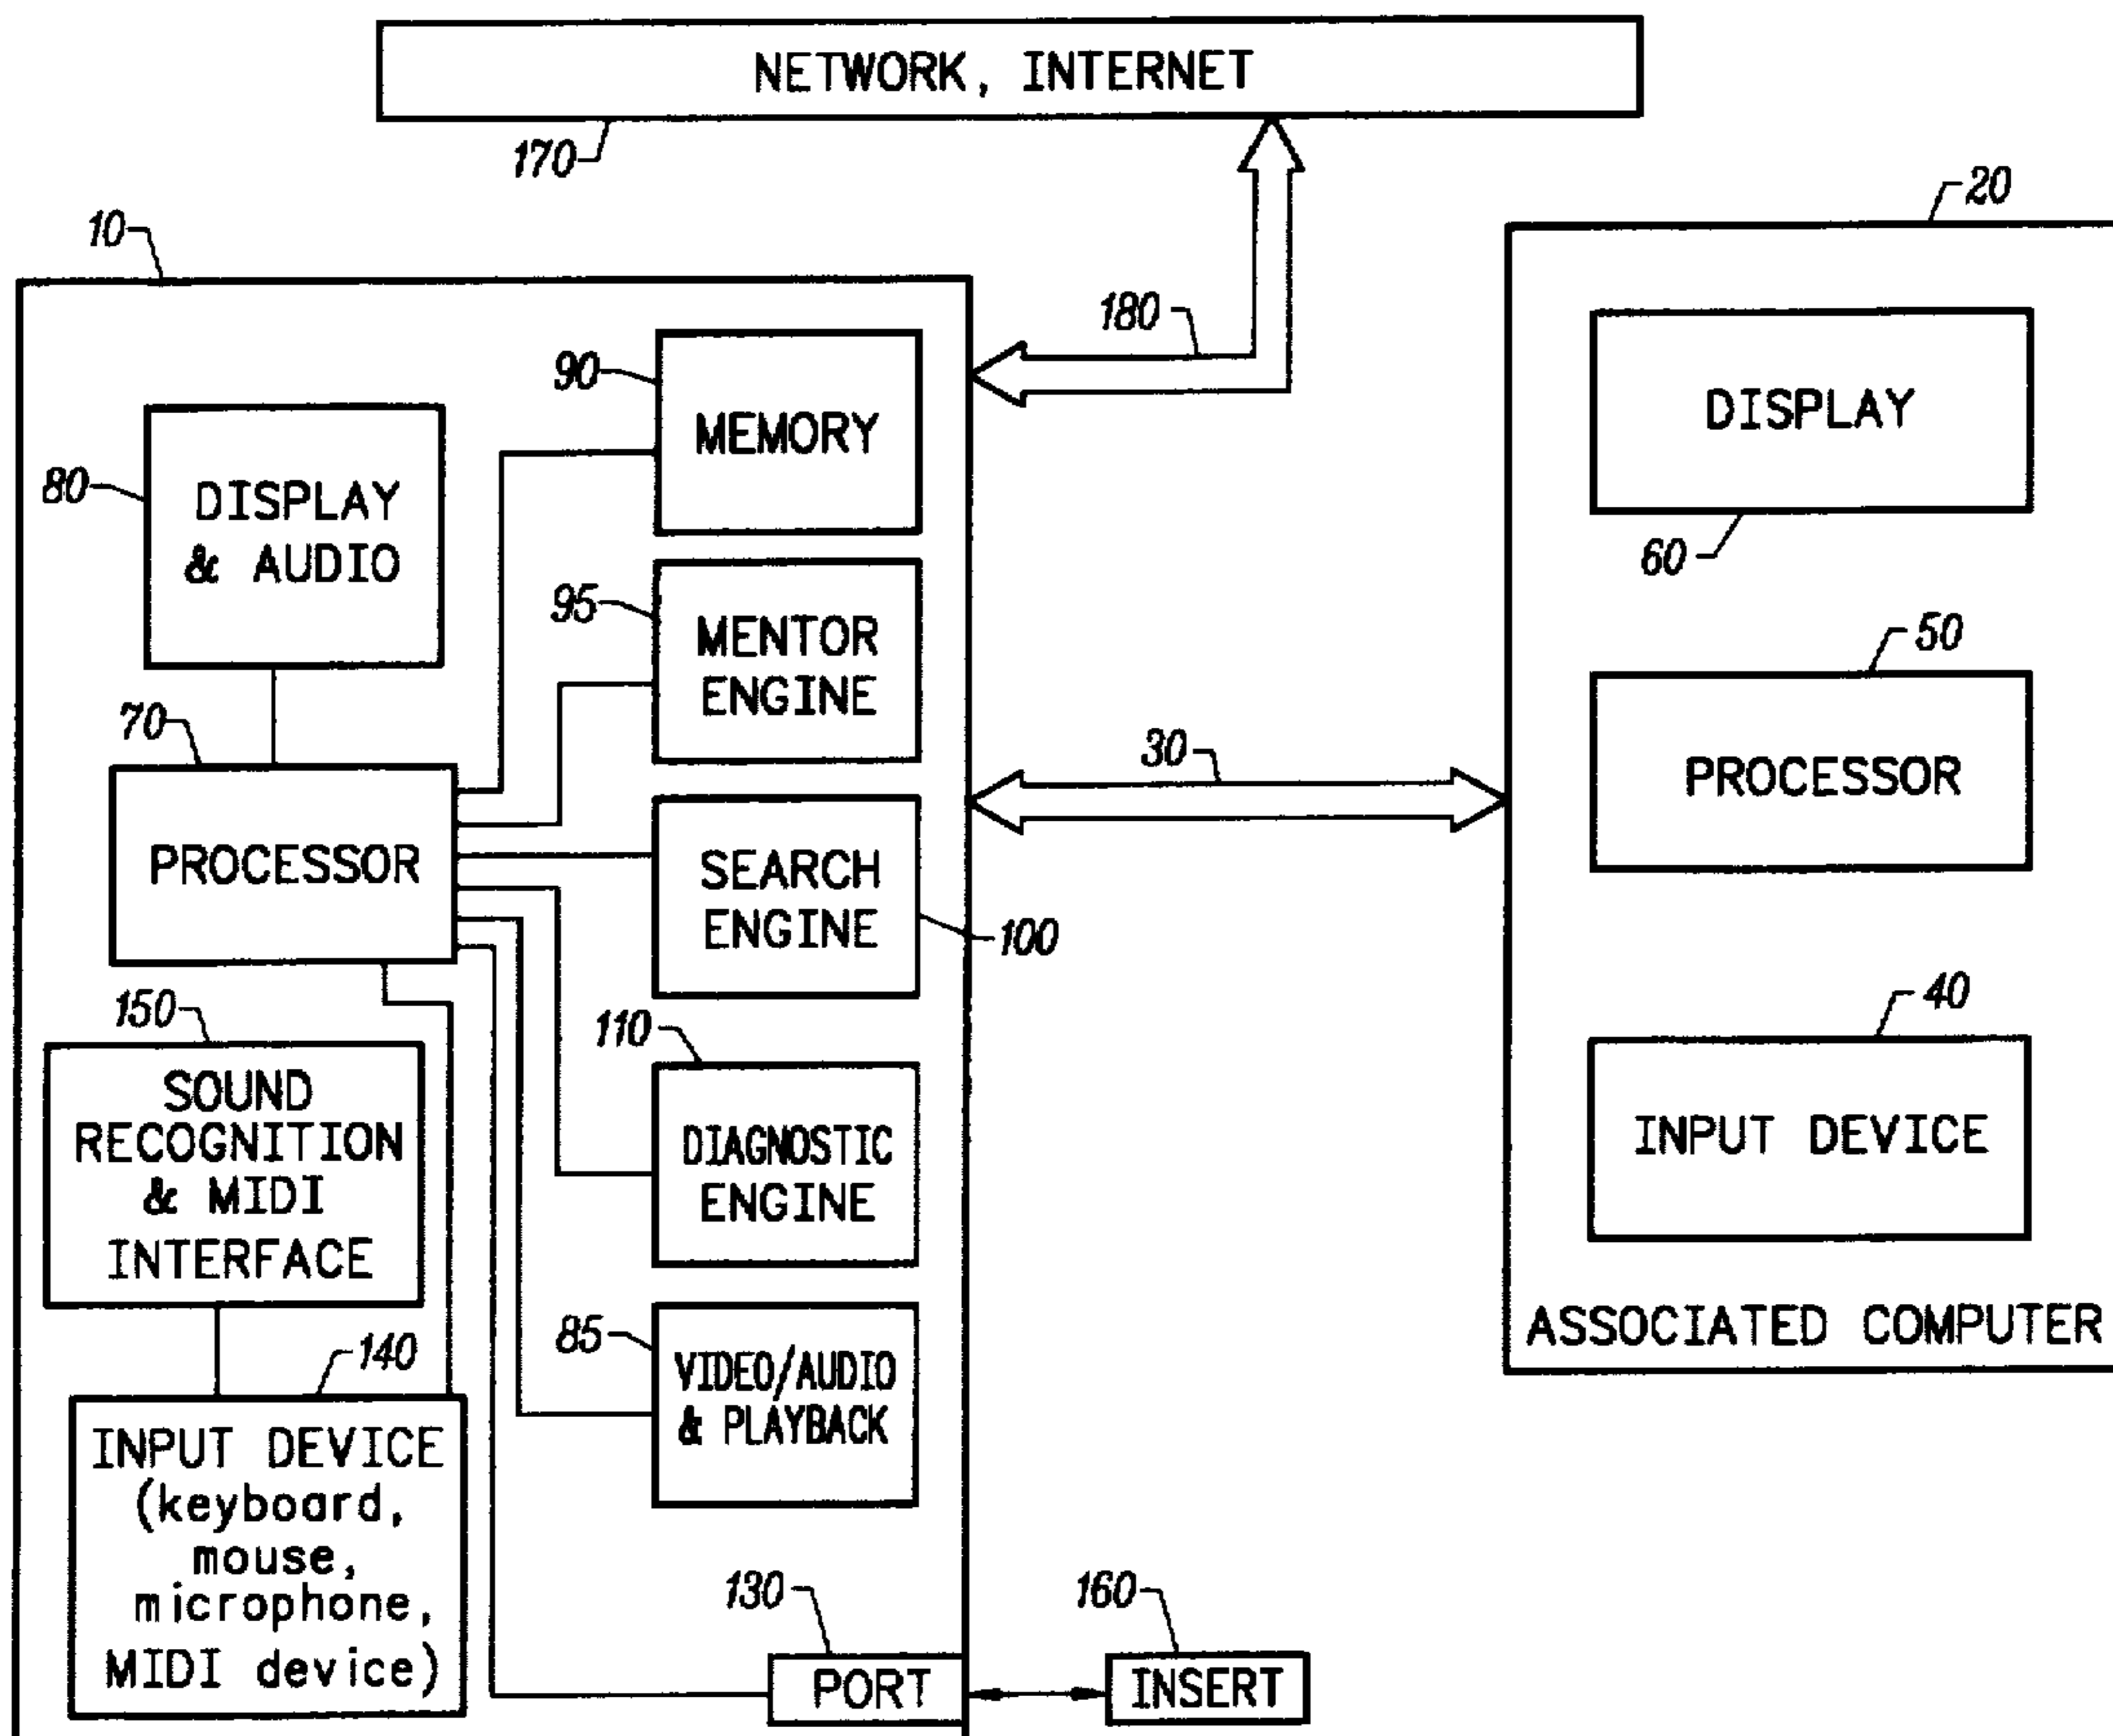 NETWORK, INTERNET
170
10
20
180
90
MEMORY
DISPLAY
80
DISPLAY
& AUDIO
60
95
MENTOR
ENGINE
50
70
30
PROCESSOR
PROCESSOR
SEARCH
ENGINE
100
150
110
40
SOUND
RECOGNITION
& MIDI
INTERFACE
DIAGNOSTIC
ENGINE
INPUT DEVICE
85
VIDEO/AUDIO
& PLAYBACK
ASSOCIATED COMPUTER
140
INPUT DEVICE
(keyboard,
mouse,
microphone,
MIDI device)
130
160
PORT
INSERT